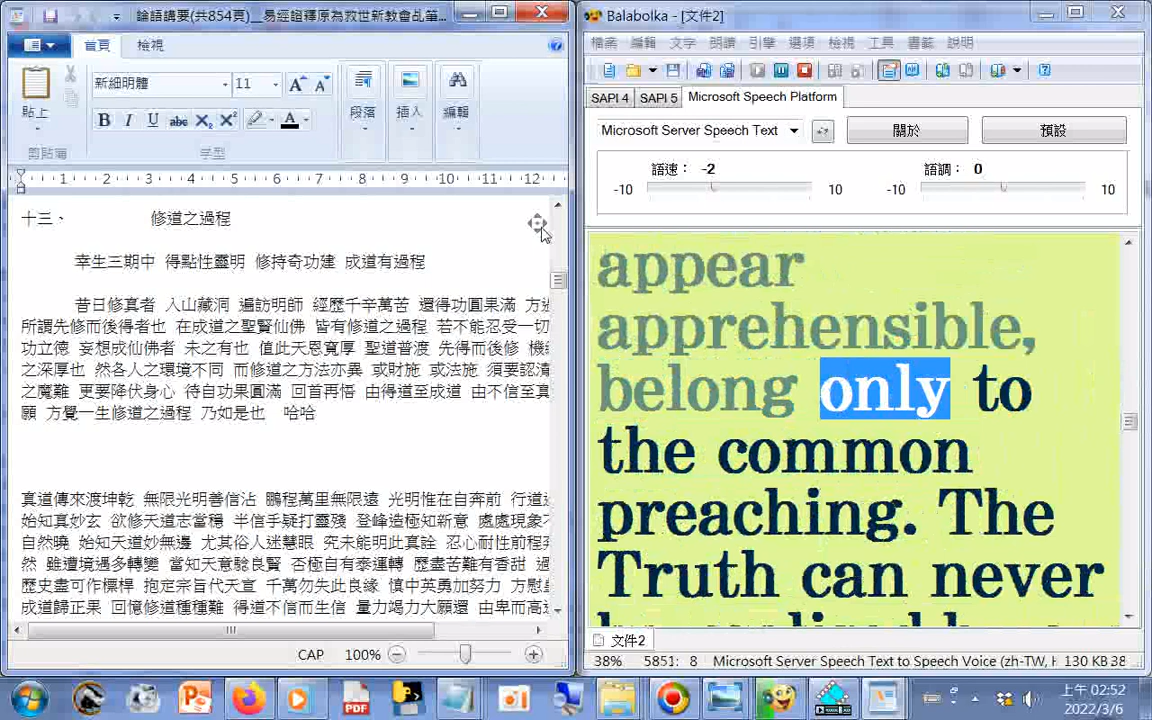 論語講要(共854頁)__易經證釋原為救世新教會乩筆...
Balabolka - [文件2]
首頁 檢視
檔案 編輯 文字 朗讀 引擎 選項 檢視 工具 書籤 說明
貼上
剪貼簿
新細明體 11
字型
段落
插入
編輯
SAPI 4 SAPI 5 Microsoft Speech Platform
Microsoft Server Speech Text
關於
預設
語速: -2
語調: 0
-10 10
-10 10
1 2 3 4 5 6 7 8 9 10 11 12
十三、 修道之過程
幸生三期中 得點性靈明 修持奇功建 成道有過程
昔日修真者 入山藏洞 遍訪明師 經歷千辛萬苦 還得功圓果滿 方
所謂先修而後得者也 在成道之聖賢仙佛 皆有修道之過程 若不能忍受一切
功立德 妄想成仙佛者 未之有也 值此天恩寬厚 聖道普渡 先得而後修 機
之深厚也 然各人之環境不同 而修道之方法亦異 或財施 或法施 須要認清
之魔難 更要降伏身心 待自功果圓滿 回首再悟 由得道至成道 由不信至真
願 方覺一生修道之過程 乃如是也 哈哈
真道傳來渡坤乾 無限光明善信沾 鵬程萬里無限遠 光明惟在自奔前 行道
始知真妙玄 欲修天道志當穩 半信半疑打靈殘 登峰造極知新意 處處現象
自然曉 始知天道妙無邊 尤其俗人迷慧眼 究未能明此真詮 忍心耐性前程
然 雖遭境遇多轉變 當知天意驗良賢 否極自有泰運轉 歷盡苦難有香甜
歷史盡可作標桿 抱定宗旨代天宣 千萬勿失此良緣 慎中英勇加努力 方慰
成道歸正果 回憶修道種種難 得道不信而生信 量力竭力大願還 由卑而高
CAP 100%
appear
apprehensible,
belong only to
the common
preaching. The
Truth can never
文件2
38% 5851: 8 Microsoft Server Speech Text to Speech Voice (zh-TW, H 130 KB 38
上午 02:52
2022/3/6